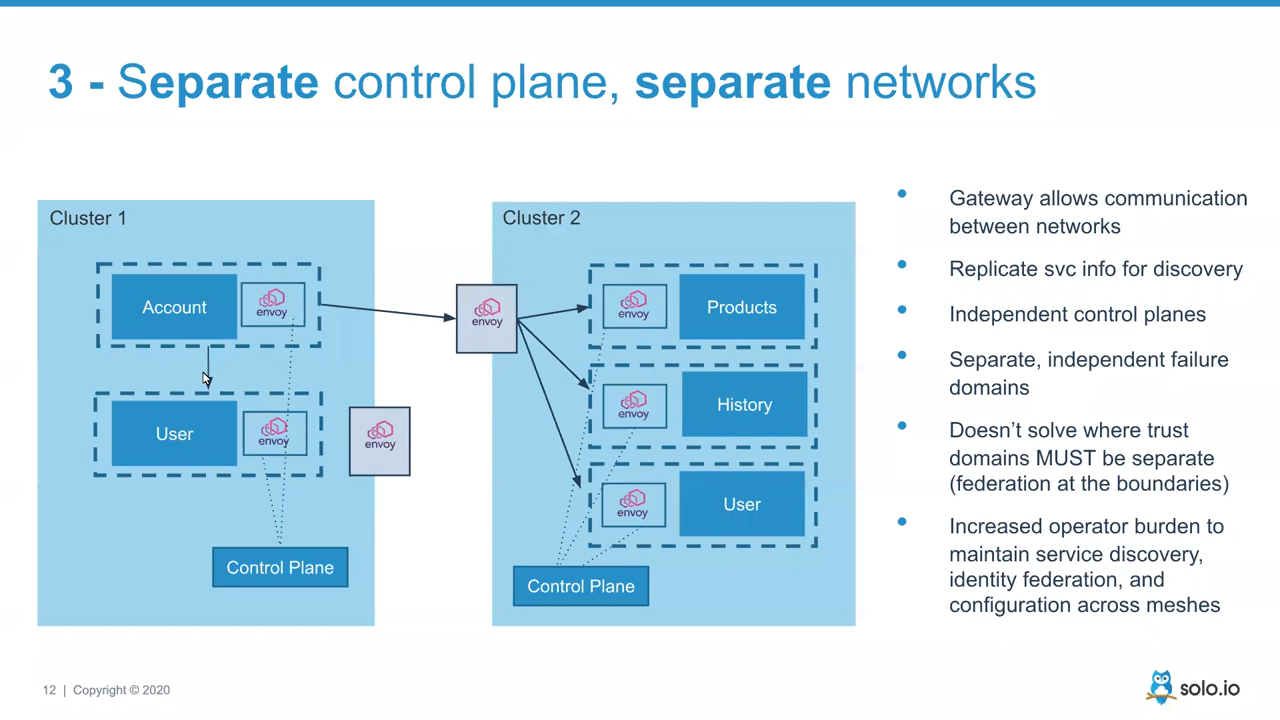 3 - Separate control plane, separate networks
Cluster 1
Account
envoy
User
envoy
envoy
Control Plane
Cluster 2
envoy
envoy
Products
envoy
History
envoy
User
Control Plane
Gateway allows communication
between networks
Replicate svc info for discovery
Independent control planes
Separate, independent failure
domains
Doesn’t solve where trust
domains MUST be separate
(federation at the boundaries)
Increased operator burden to
maintain service discovery,
identity federation, and
configuration across meshes
12 | Copyright © 2020
solo.io